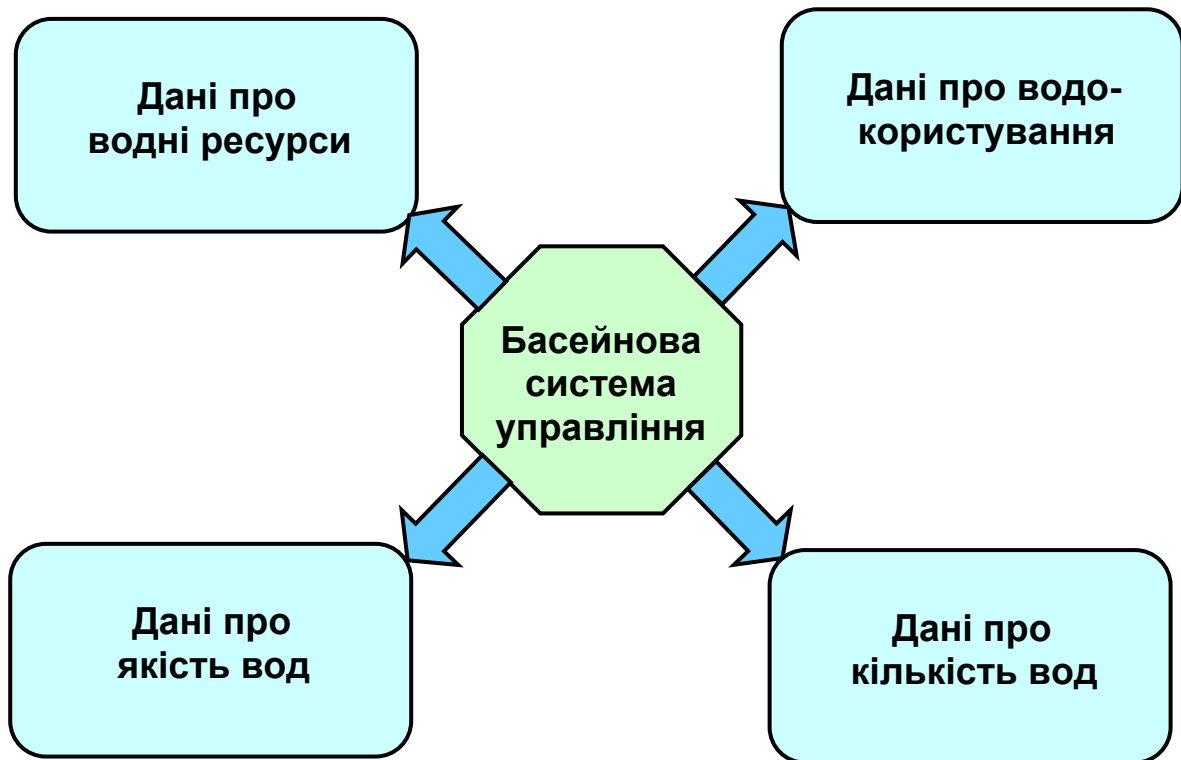 Дані про
водні ресурси
Дані про водо-
користування
Басейнова
система
управління
Дані про
якість вод
Дані про
кількість вод